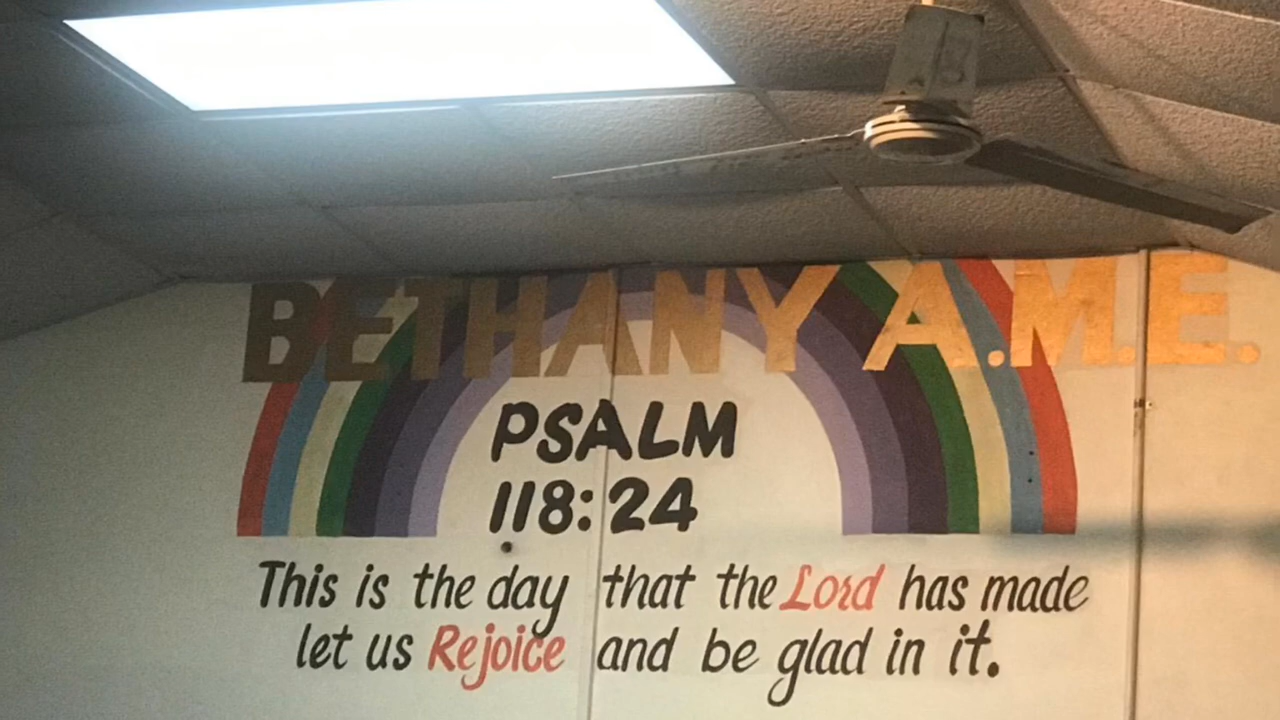 BETHANY A.M.E.
PSALM
118:24
This is the day that the Lord has made
let us Rejoice and be glad in it.